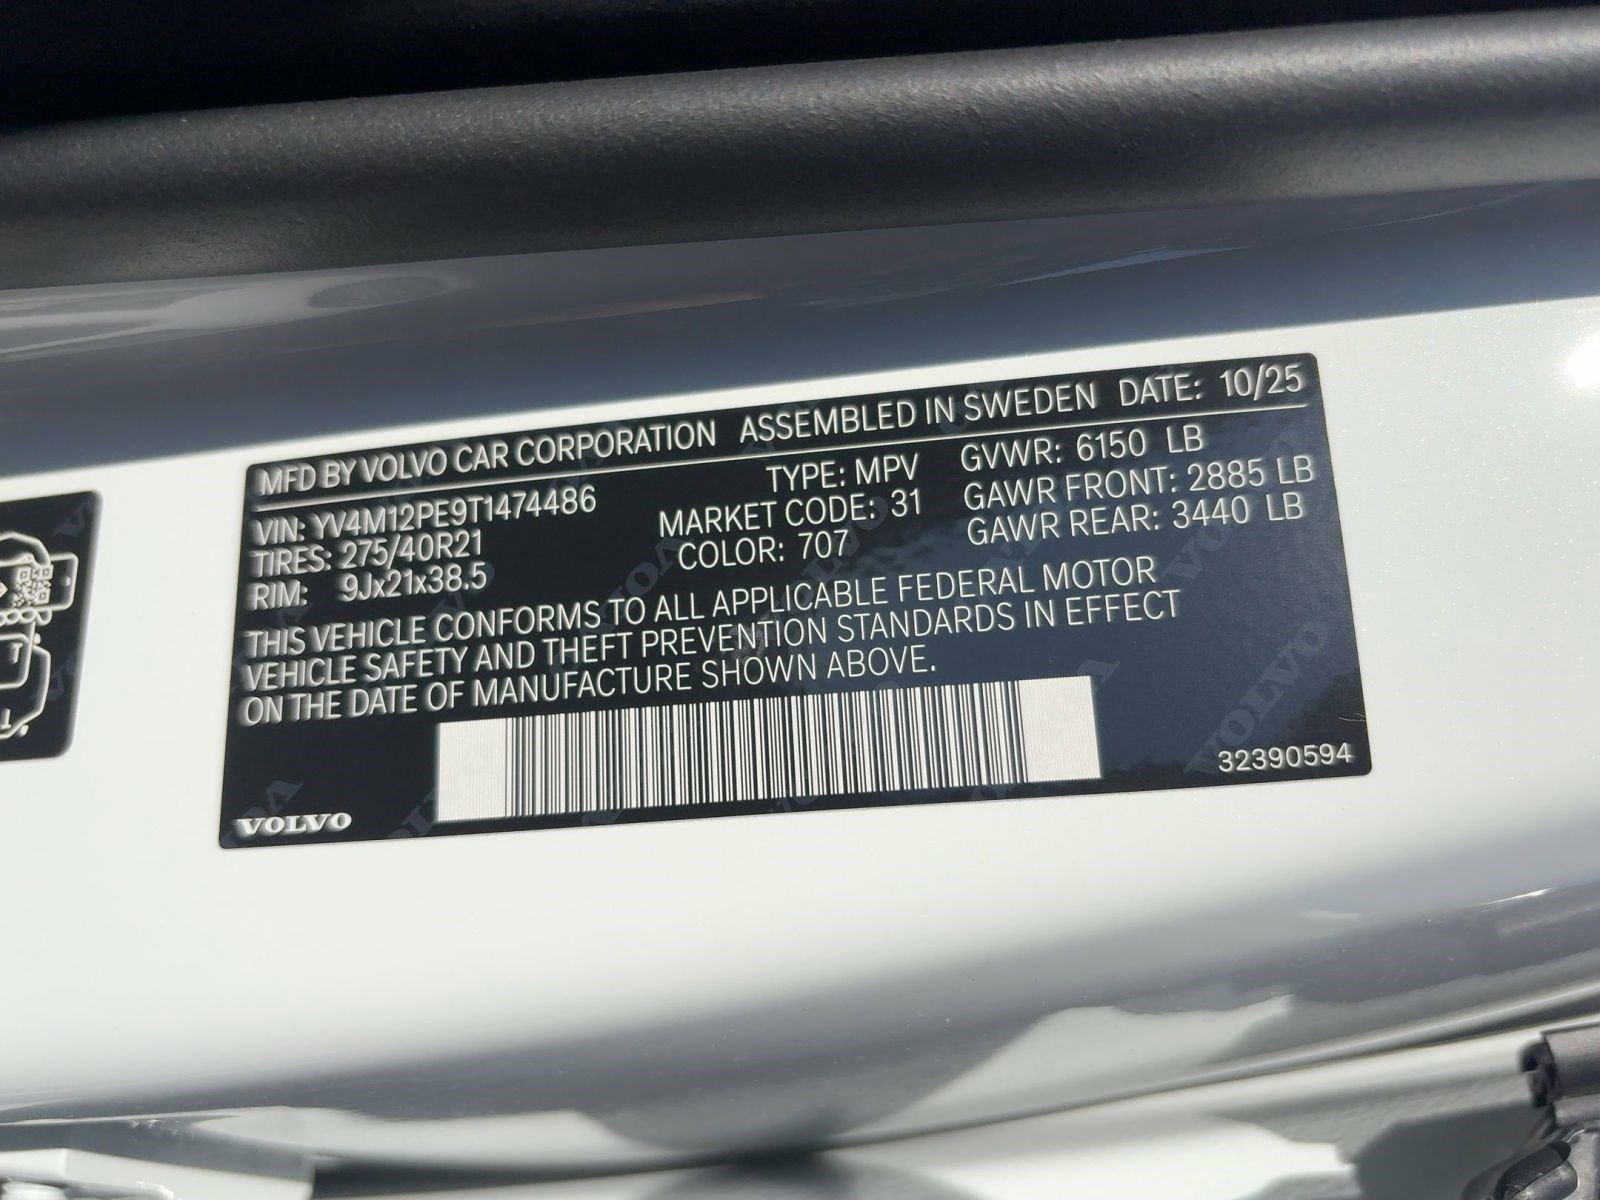 MFD BY VOLVO CAR CORPORATION ASSEMBLED IN SWEDEN DATE: 10/25
VIN: YV4M12PE9T1474486 TYPE: MPV GVWR: 6150 LB
TIRES: 275/40R21 MARKET CODE: 31 GAWR FRONT: 2885 LB
RIM: 9Jx21x38.5 COLOR: 707 GAWR REAR: 3440 LB
THIS VEHICLE CONFORMS TO ALL APPLICABLE FEDERAL MOTOR
VEHICLE SAFETY AND THEFT PREVENTION STANDARDS IN EFFECT
ON THE DATE OF MANUFACTURE SHOWN ABOVE.
VOLVO
32390594